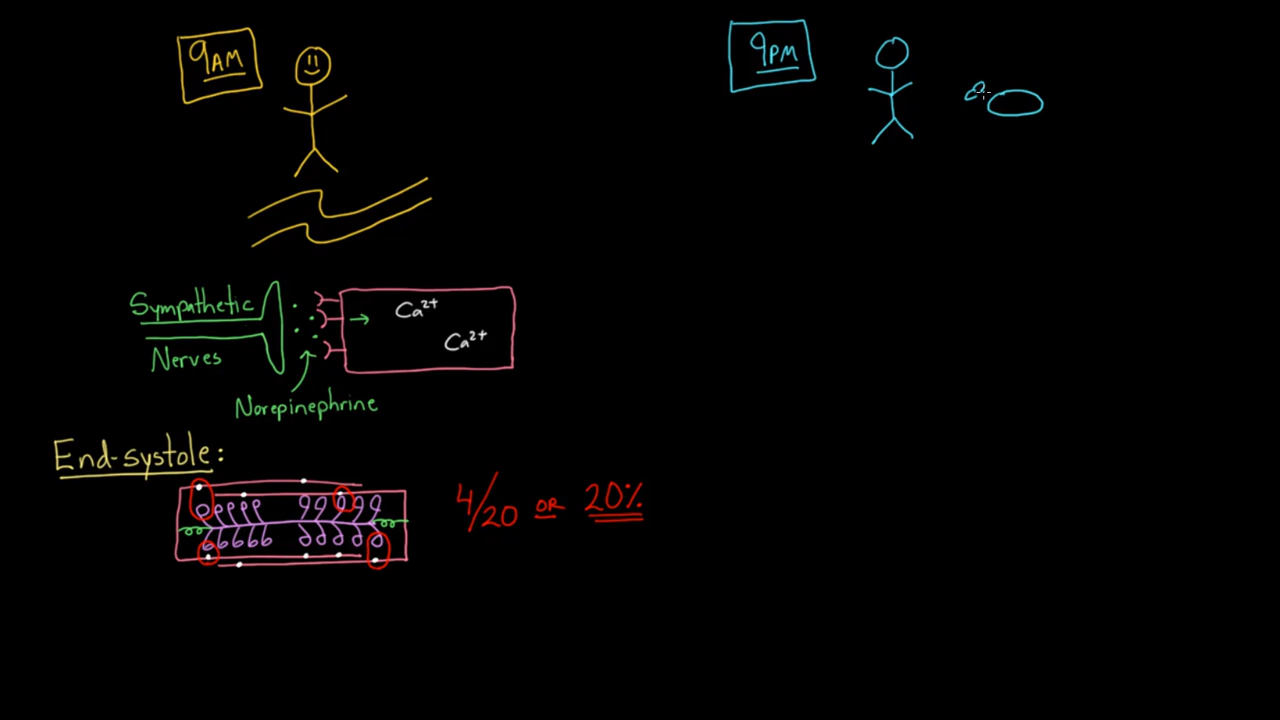 9AM
9PM
Sympathetic
Nerves
Ca²⁺
Ca²⁺
Norepinephrine
End-systole:
4/20 OR 20%